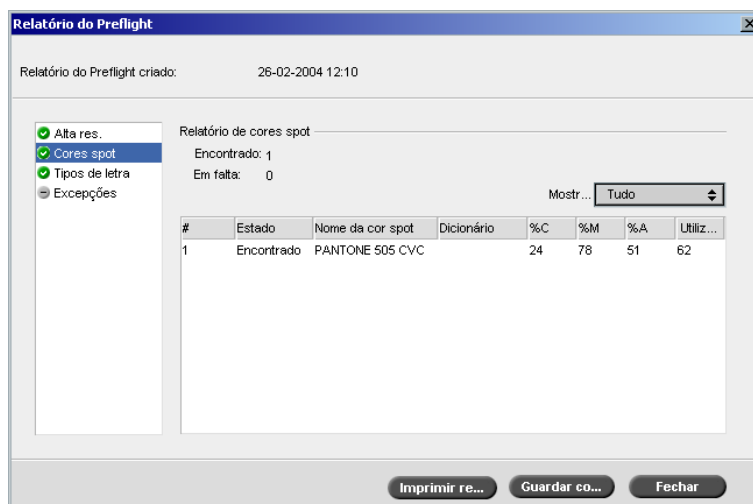 Relatório do Preflight
Relatório do Preflight criado: 26-02-2004 12:10
Alta res.
Cores spot
Tipos de letra
Excepções
Relatório de cores spot
Encontrado: 1
Em falta: 0
Mostr... Tudo
# Estado Nome da cor spot Dicionário %C %M %A Utiliz...
1 Encontrado PANTONE 505 CVC 24 78 51 62
Imprimir re... Guardar co... Fechar